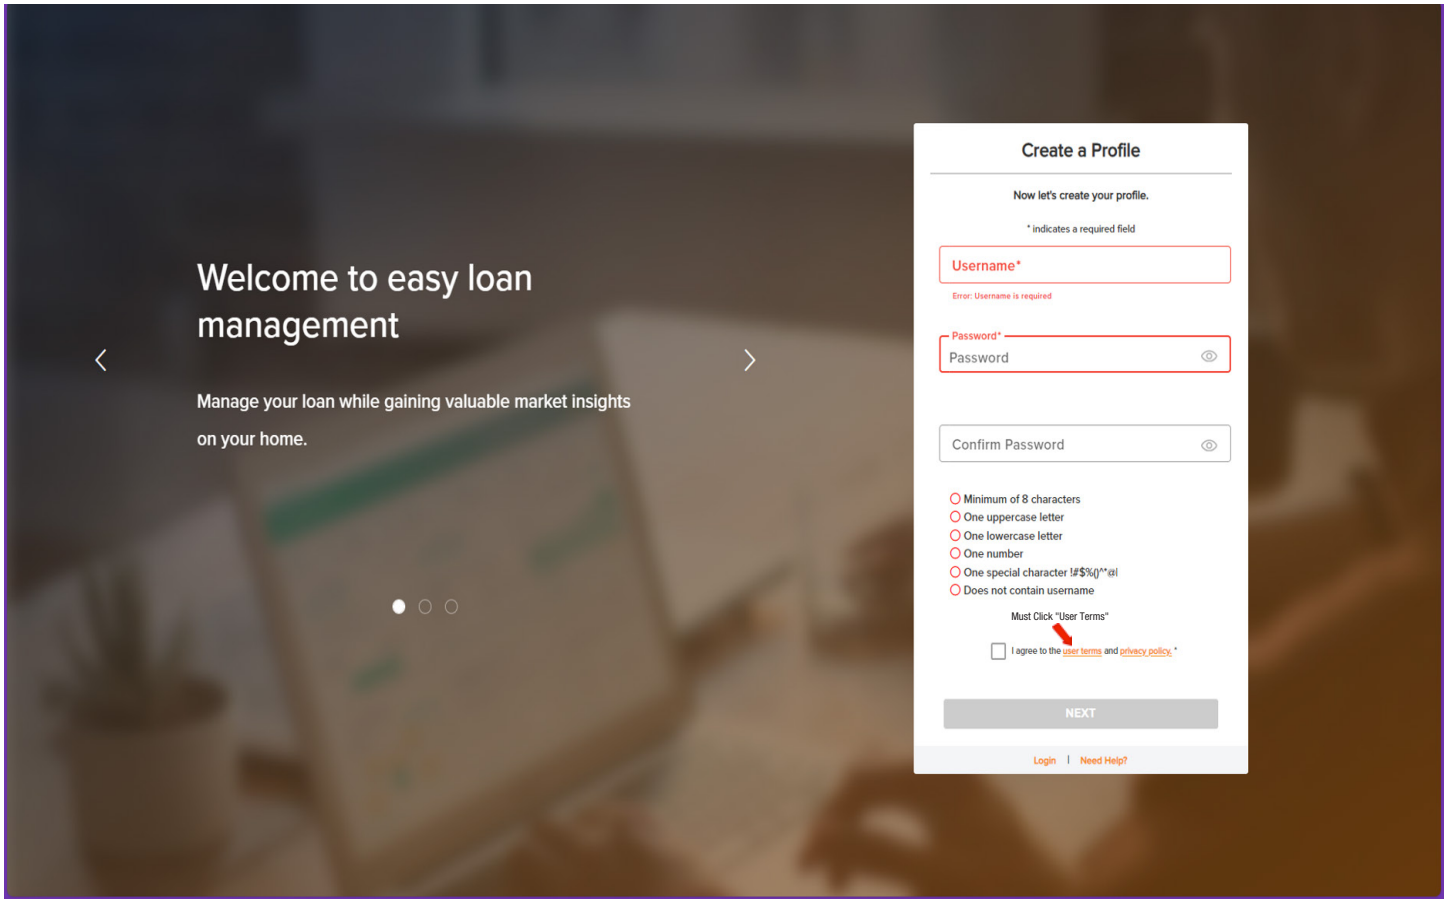 Welcome to easy loan
management
Manage your loan while gaining valuable market insights
on your home.
Create a Profile
Now let's create your profile.
* indicates a required field
Username*
Error: Username is required
Password*
Password
Confirm Password
Minimum of 8 characters
One uppercase letter
One lowercase letter
One number
One special character !#$%()^*@|
Does not contain username
Must Click "User Terms"
I agree to the user terms and privacy policy. *
NEXT
Login | Need Help?